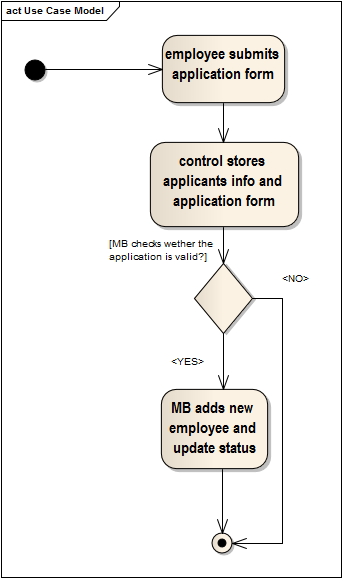 act Use Case Model
employee submits
application form
control stores
applicants info and
application form
[MB checks wether the
application is valid?]
<NO>
<YES>
MB adds new
employee and
update status